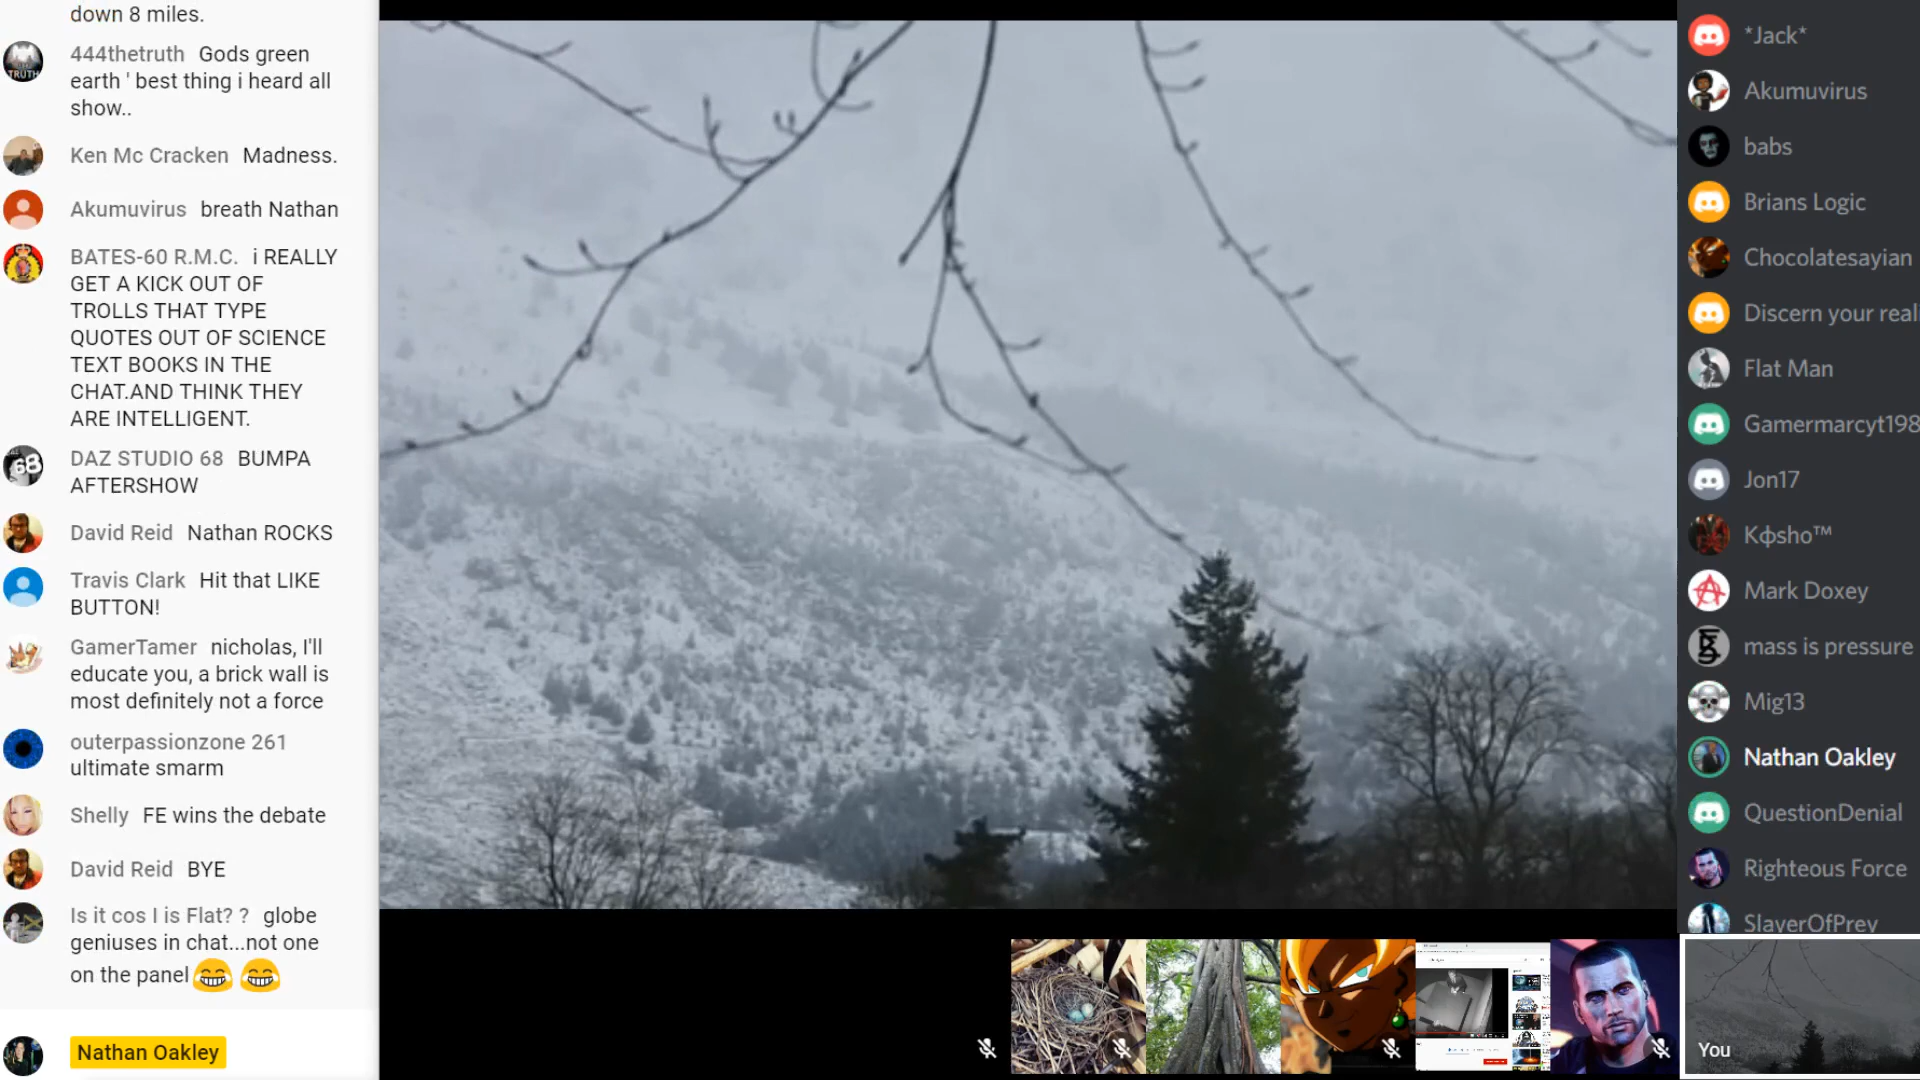 down 8 miles.
444thetruth Gods green
earth ' best thing i heard all
show..
Ken Mc Cracken Madness.
Akumuvirus breath Nathan
BATES-60 R.M.C. i REALLY
GET A KICK OUT OF
TROLLS THAT TYPE
QUOTES OUT OF SCIENCE
TEXT BOOKS IN THE
CHAT.AND THINK THEY
ARE INTELLIGENT.
DAZ STUDIO 68 BUMPA
AFTERSHOW
David Reid Nathan ROCKS
Travis Clark Hit that LIKE
BUTTON!
GamerTamer nicholas, I'll
educate you, a brick wall is
most definitely not a force
outerpassionzone 261
ultimate smarm
Shelly FE wins the debate
David Reid BYE
Is it cos I is Flat? ? globe
geniuses in chat...not one
on the panel
Nathan Oakley
TRUTH
68
*Jack*
Akumuvirus
babs
Brians Logic
Chocolatesayian
Discern your reali
Flat Man
Gamermarcyt198
Jon17
Kфsho™
Mark Doxey
mass is pressure
Mig13
Nathan Oakley
QuestionDenial
Righteous Force
SlayerOfPrey
You